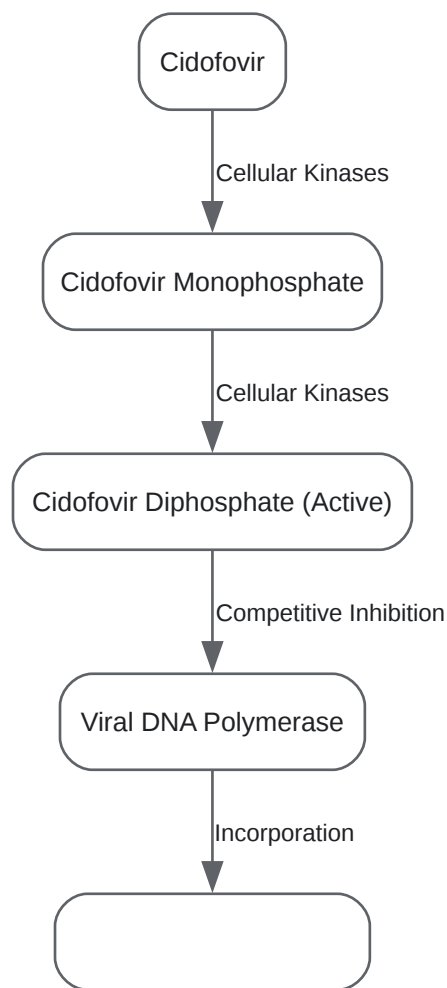 Cidofovir
Cellular Kinases
Cidofovir Monophosphate
Cellular Kinases
Cidofovir Diphosphate (Active)
Competitive Inhibition
Viral DNA Polymerase
Incorporation